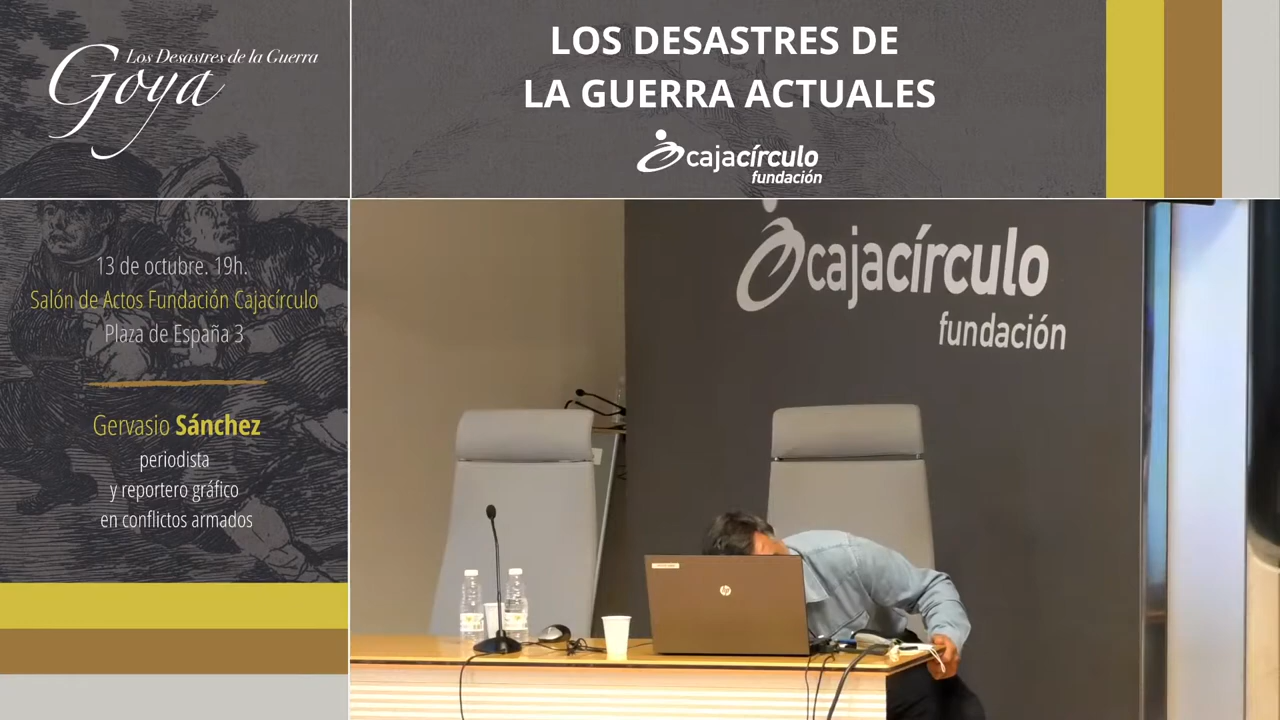 Los Desastres de la Guerra
Goya
LOS DESASTRES DE
LA GUERRA ACTUALES
cajacírculo
fundación
13 de octubre. 19h.
Salón de Actos Fundación Cajacírculo
Plaza de España 3
Gervasio Sánchez
periodista
y reportero gráfico
en conflictos armados
cajacírculo
fundación
hp